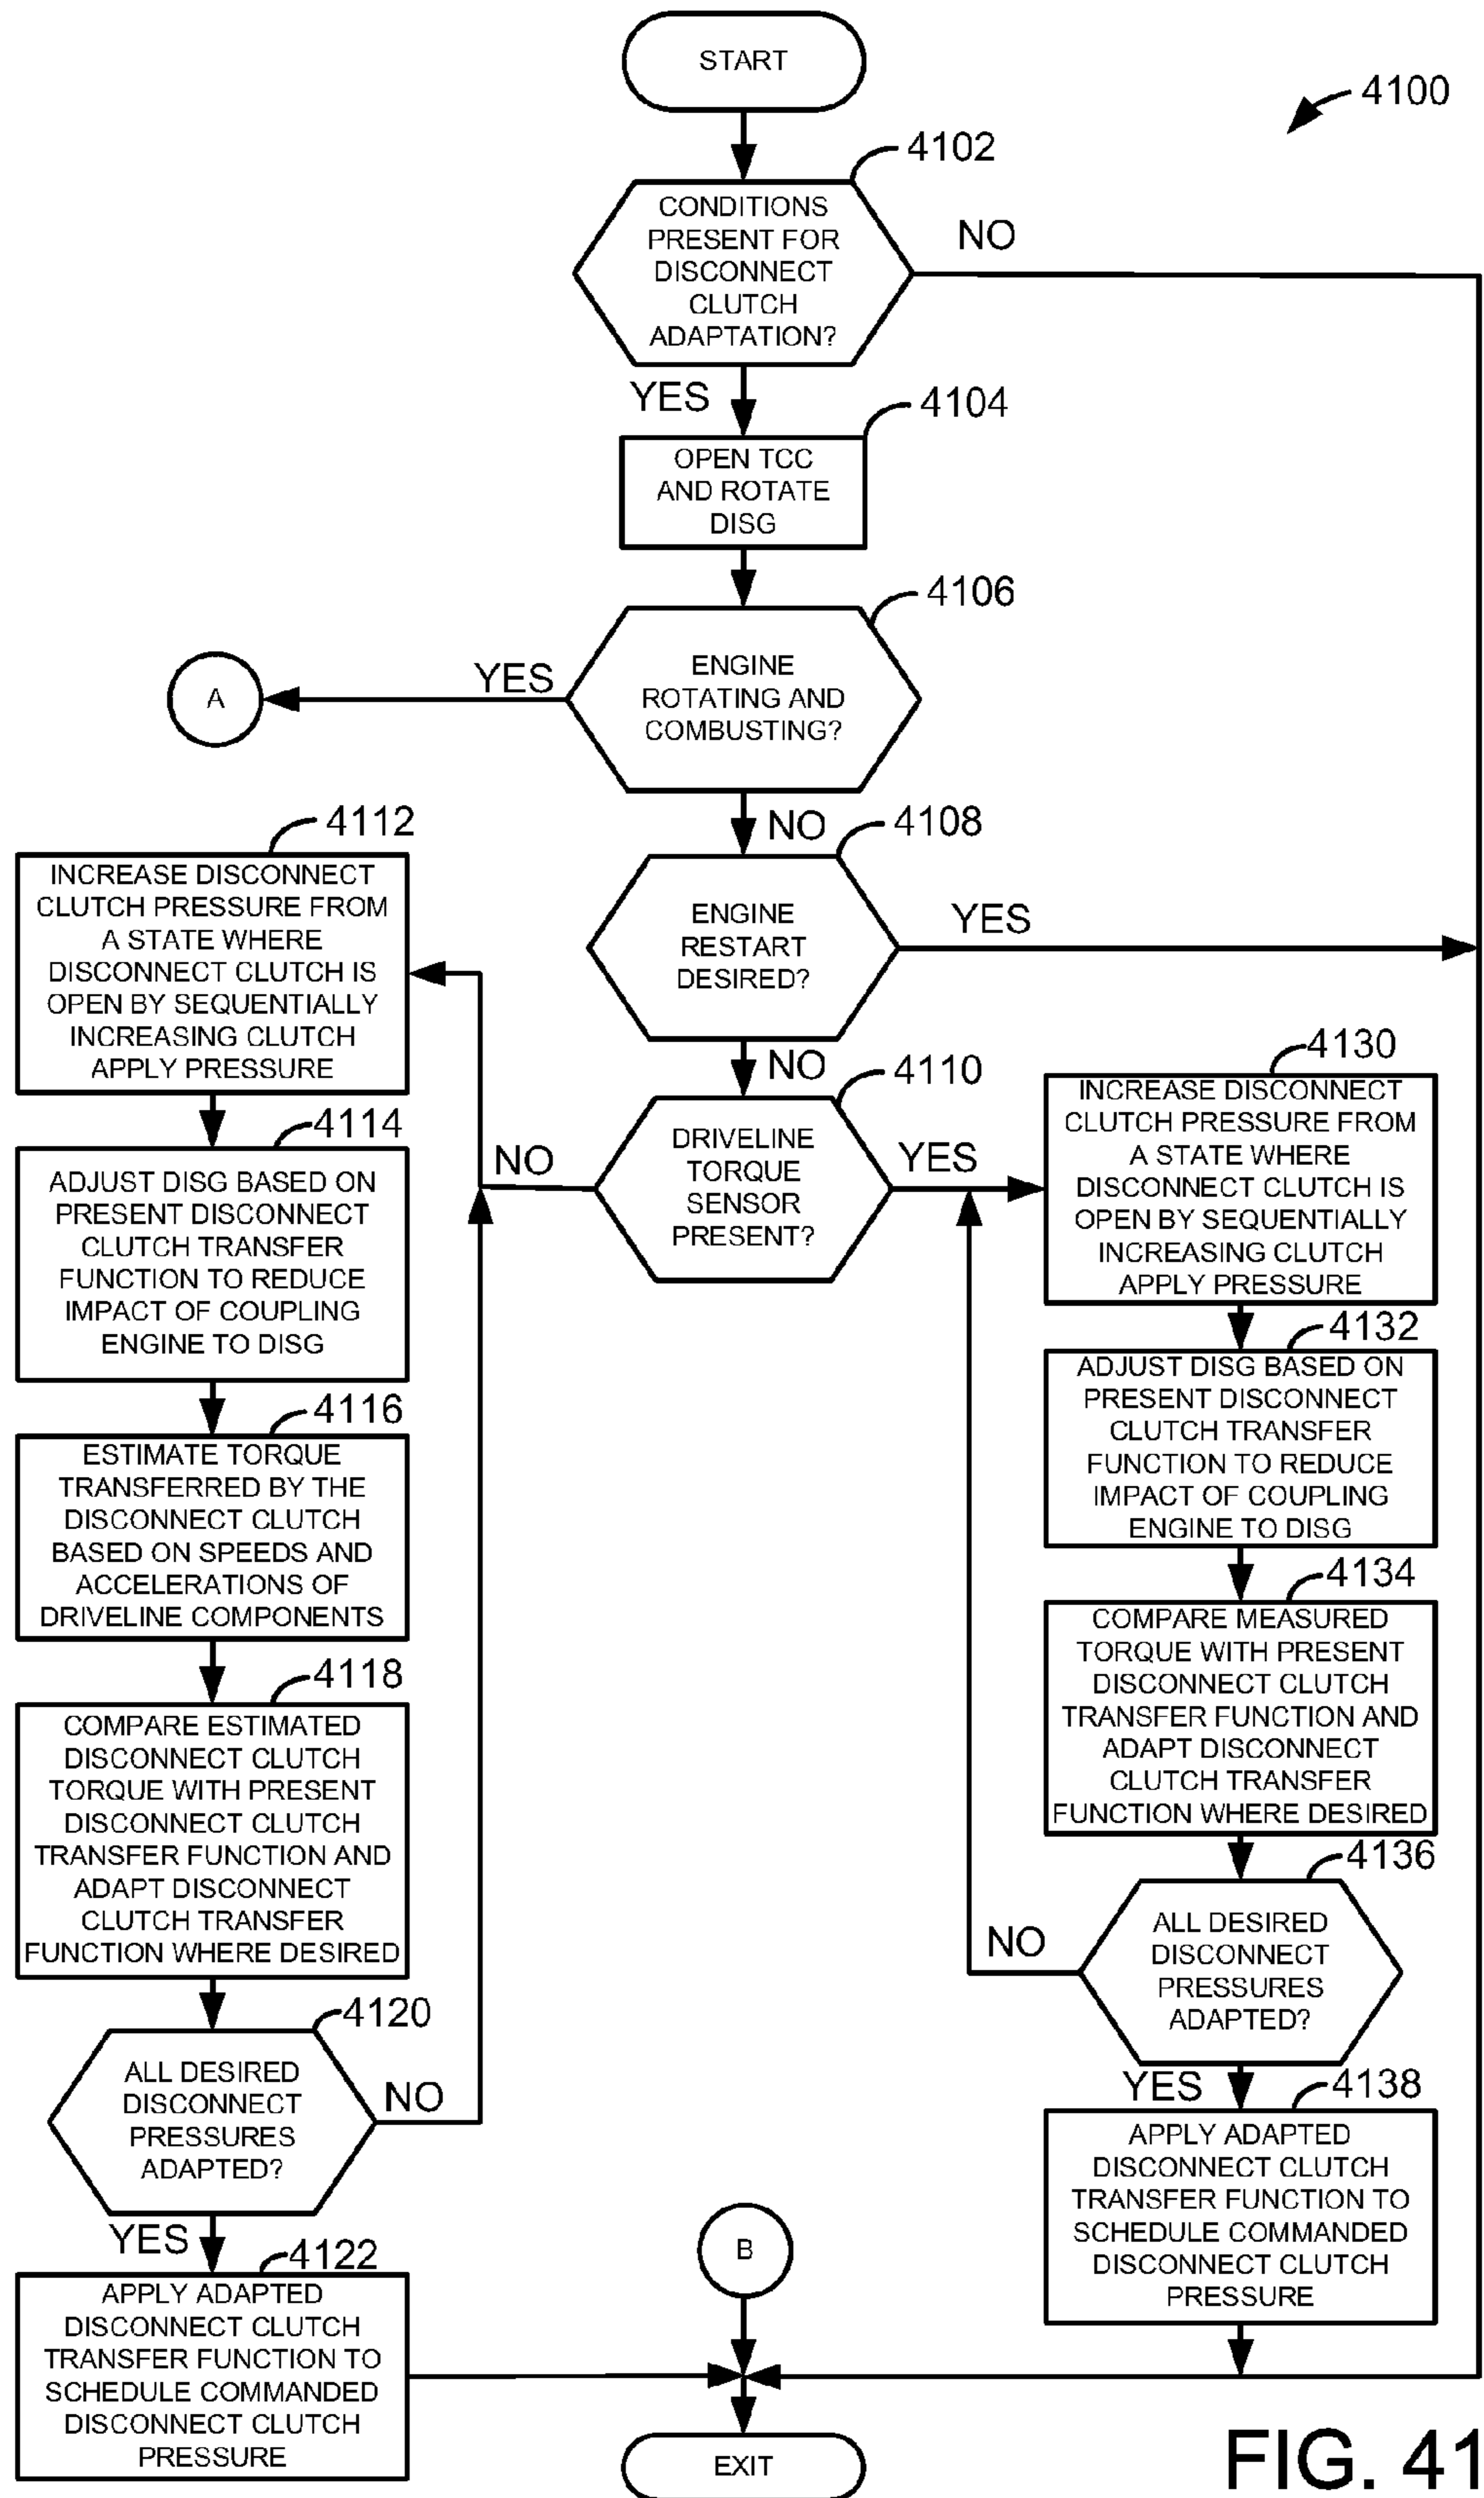 START
4100
4102
CONDITIONS
PRESENT FOR
DISCONNECT
CLUTCH
ADAPTATION?
NO
YES
4104
OPEN TCC
AND ROTATE
DISG
4106
ENGINE
ROTATING AND
COMBUSTING?
YES
A
NO
4108
ENGINE
RESTART
DESIRED?
YES
NO
4110
DRIVELINE
TORQUE
SENSOR
PRESENT?
NO
YES
4112
INCREASE DISCONNECT
CLUTCH PRESSURE FROM
A STATE WHERE
DISCONNECT CLUTCH IS
OPEN BY SEQUENTIALLY
INCREASING CLUTCH
APPLY PRESSURE
4114
ADJUST DISG BASED ON
PRESENT DISCONNECT
CLUTCH TRANSFER
FUNCTION TO REDUCE
IMPACT OF COUPLING
ENGINE TO DISG
4116
ESTIMATE TORQUE
TRANSFERRED BY THE
DISCONNECT CLUTCH
BASED ON SPEEDS AND
ACCELERATIONS OF
DRIVELINE COMPONENTS
4118
COMPARE ESTIMATED
DISCONNECT CLUTCH
TORQUE WITH PRESENT
DISCONNECT CLUTCH
TRANSFER FUNCTION AND
ADAPT DISCONNECT
CLUTCH TRANSFER
FUNCTION WHERE DESIRED
4120
ALL DESIRED
DISCONNECT
PRESSURES
ADAPTED?
NO
YES
4122
APPLY ADAPTED
DISCONNECT CLUTCH
TRANSFER FUNCTION TO
SCHEDULE COMMANDED
DISCONNECT CLUTCH
PRESSURE
4130
INCREASE DISCONNECT
CLUTCH PRESSURE FROM
A STATE WHERE
DISCONNECT CLUTCH IS
OPEN BY SEQUENTIALLY
INCREASING CLUTCH
APPLY PRESSURE
4132
ADJUST DISG BASED ON
PRESENT DISCONNECT
CLUTCH TRANSFER
FUNCTION TO REDUCE
IMPACT OF COUPLING
ENGINE TO DISG
4134
COMPARE MEASURED
TORQUE WITH PRESENT
DISCONNECT CLUTCH
TRANSFER FUNCTION AND
ADAPT DISCONNECT
CLUTCH TRANSFER
FUNCTION WHERE DESIRED
4136
ALL DESIRED
DISCONNECT
PRESSURES
ADAPTED?
NO
YES
4138
APPLY ADAPTED
DISCONNECT CLUTCH
TRANSFER FUNCTION TO
SCHEDULE COMMANDED
DISCONNECT CLUTCH
PRESSURE
B
EXIT
FIG. 41